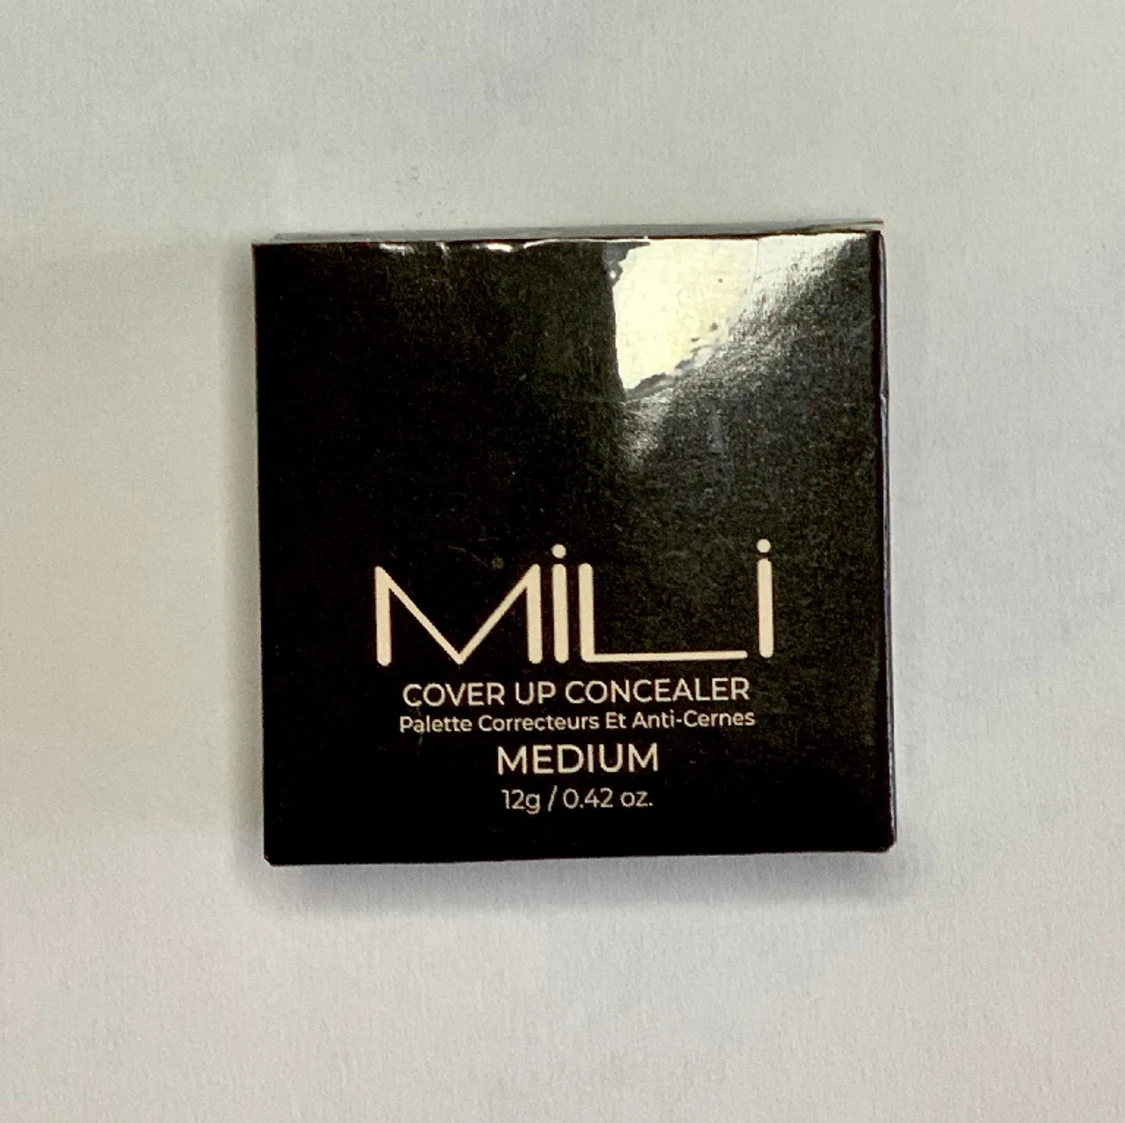 MiLi
COVER UP CONCEALER
Palette Correcteurs Et Anti-Cernes
MEDIUM
12g / 0.42 oz.